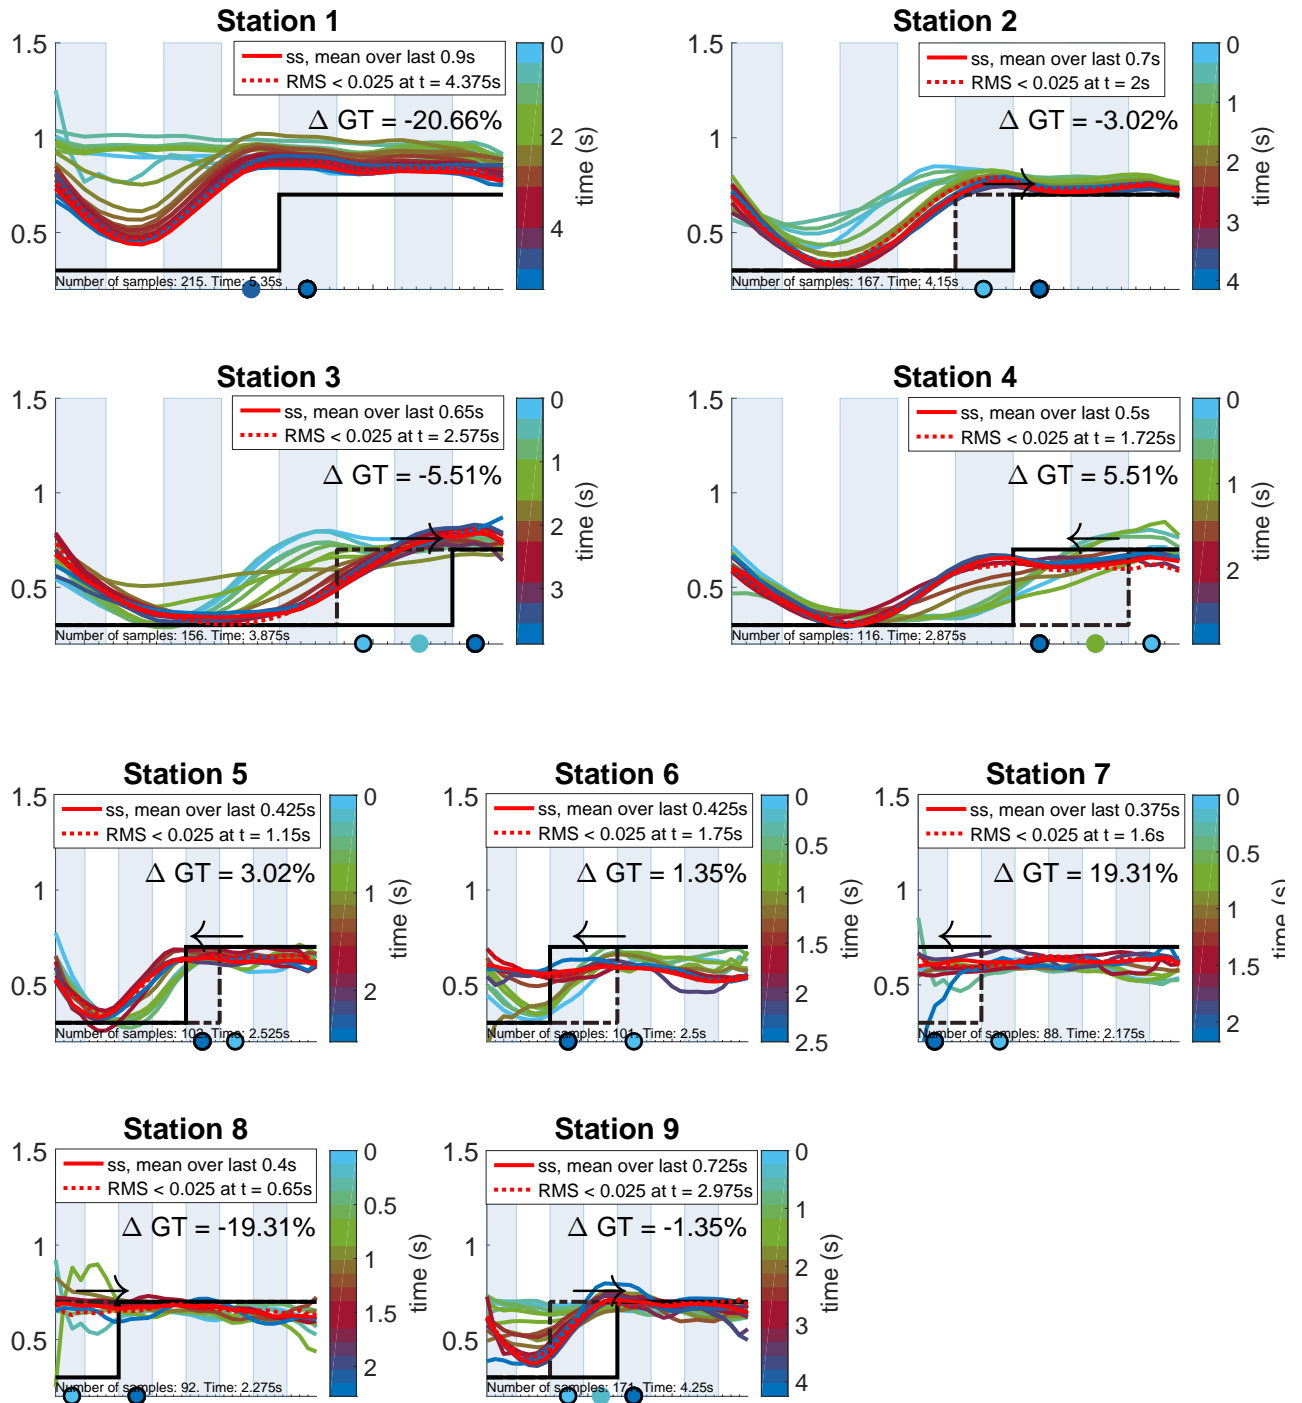 Station 1
1.5
1
0.5
ss, mean over last 0.9s
RMS < 0.025 at t = 4.375s
Δ GT = -20.66%
Number of samples: 215. Time: 5.35s
0
2
4
time (s)
Station 2
1.5
1
0.5
ss, mean over last 0.7s
RMS < 0.025 at t = 2s
Δ GT = -3.02%
Number of samples: 167. Time: 4.15s
0
1
2
3
4
time (s)
Station 3
1.5
1
0.5
ss, mean over last 0.65s
RMS < 0.025 at t = 2.575s
Δ GT = -5.51%
Number of samples: 156. Time: 3.875s
0
1
2
3
time (s)
Station 4
1.5
1
0.5
ss, mean over last 0.5s
RMS < 0.025 at t = 1.725s
Δ GT = 5.51%
Number of samples: 116. Time: 2.875s
0
1
2
time (s)
Station 5
1.5
1
0.5
ss, mean over last 0.425s
RMS < 0.025 at t = 1.15s
Δ GT = 3.02%
Number of samples: 102. Time: 2.525s
0
1
2
time (s)
Station 6
1.5
1
0.5
ss, mean over last 0.425s
RMS < 0.025 at t = 1.75s
Δ GT = 1.35%
Number of samples: 101. Time: 2.5s
0
0.5
1
1.5
2
2.5
time (s)
Station 7
1.5
1
0.5
ss, mean over last 0.375s
RMS < 0.025 at t = 1.6s
Δ GT = 19.31%
Number of samples: 88. Time: 2.175s
0
0.5
1
1.5
2
time (s
Station 8
1.5
1
0.5
ss, mean over last 0.4s
RMS < 0.025 at t = 0.65s
Δ GT = -19.31%
Number of samples: 92. Time: 2.275s
0
0.5
1
1.5
2
time (s)
Station 9
1.5
1
0.5
ss, mean over last 0.725s
RMS < 0.025 at t = 2.975s
Δ GT = -1.35%
Number of samples: 171. Time: 4.25s
0
1
2
3
4
time (s)